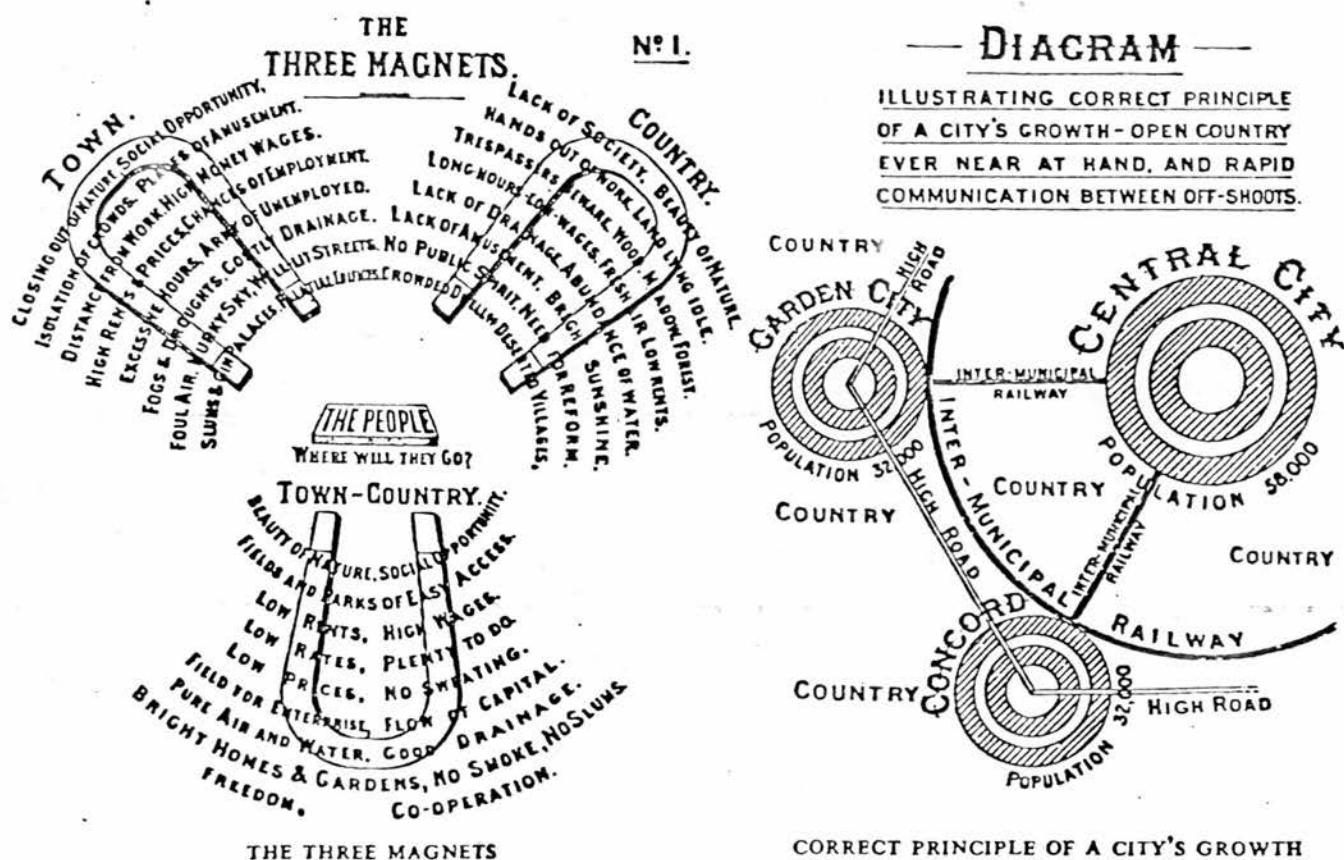 THE
THREE MAGNETS.
Nº 1.
TOWN.
CLOSING OUT OF NATURE. SOCIAL OPPORTUNITY.
ISOLATION OF CROWDS. PLACES OF AMUSEMENT.
DISTANCE FROM WORK. HIGH MONEY WAGES.
HIGH RENTS & PRICES. CHANCES OF EMPLOYMENT.
EXCESSIVE HOURS. ARMY OF UNEMPLOYED.
FOGS & DROUGHTS. COSTLY DRAINAGE.
FOUL AIR. MURKY SKY. WELL-LIT STREETS.
SLUMS & GIN PALACES. PALATIAL EDIFICES.
COUNTRY.
LACK OF SOCIETY. BEAUTY OF NATURE.
HANDS OUT OF WORK. LAND LYING IDLE.
TRESPASSERS BEWARE. WOOD, MEADOW, FOREST.
LONG HOURS-LOW WAGES. FRESH AIR LOW RENTS.
LACK OF DRAINAGE. ABUNDANCE OF WATER.
LACK OF AMUSEMENT. BRIGHT SUNSHINE.
NO PUBLIC SPIRIT. NEED FOR REFORM.
CROWDED DESERTED VILLAGES,
THE PEOPLE
WHERE WILL THEY GO?
TOWN-COUNTRY.
BEAUTY OF NATURE. SOCIAL OPPORTUNITY.
FIELDS AND PARKS OF EASY ACCESS.
LOW RENTS, HIGH WAGES.
LOW RATES, PLENTY TO DO.
LOW PRICES, NO SWEATING.
FIELD FOR ENTERPRISE, FLOW OF CAPITAL.
PURE AIR AND WATER, GOOD DRAINAGE.
BRIGHT HOMES & GARDENS, NO SMOKE, NO SLUMS.
FREEDOM. CO-OPERATION.
THE THREE MAGNETS
— DIAGRAM —
ILLUSTRATING CORRECT PRINCIPLE
OF A CITY'S GROWTH-OPEN COUNTRY
EVER NEAR AT HAND, AND RAPID
COMMUNICATION BETWEEN OFF-SHOOTS.
COUNTRY
HIGH
ROAD
GARDEN CITY
POPULATION 32,000
CENTRAL CITY
POPULATION 58,000
INTER-MUNICIPAL
RAILWAY
COUNTRY
COUNTRY
HIGH ROAD
INTER-MUNICIPAL RAILWAY
INTER-MUNICIPAL
RAILWAY
COUNTRY
COUNTRY
CONCORD
POPULATION 32,000
HIGH ROAD
CORRECT PRINCIPLE OF A CITY'S GROWTH